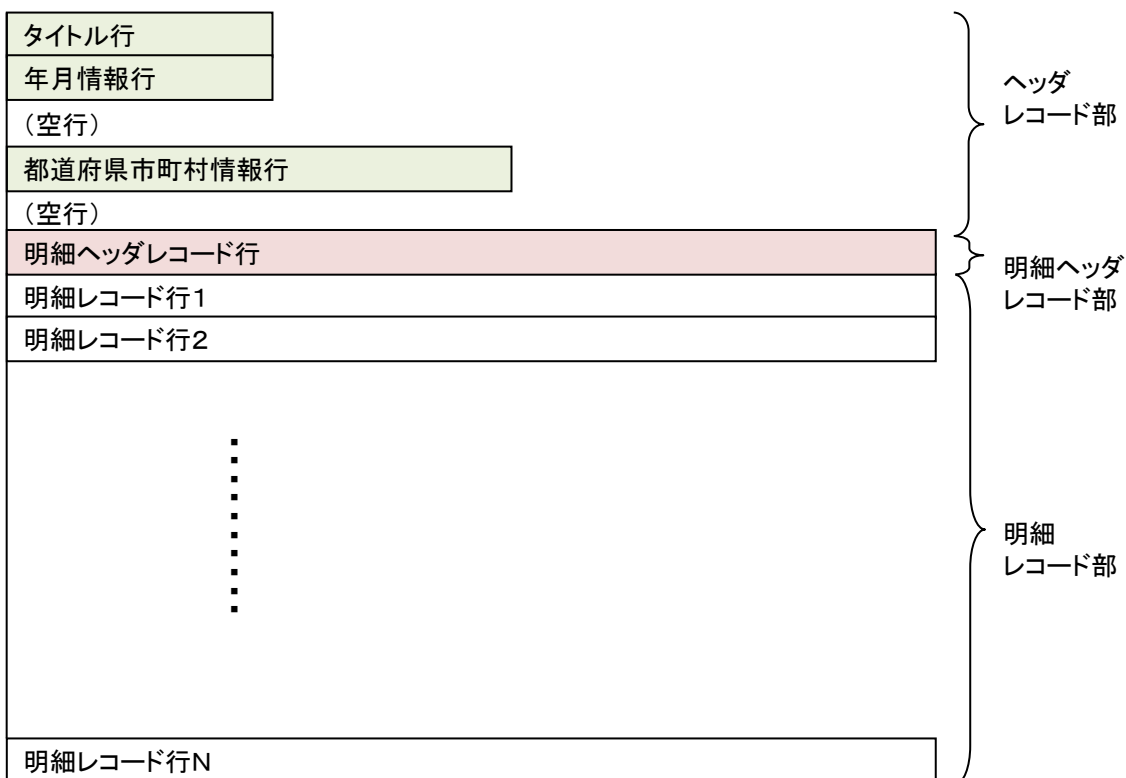 タイトル行
年月情報行
（空行）
都道府県市町村情報行
（空行）
明細ヘッダレコード行
明細レコード行１
明細レコード行２
明細レコード行Ｎ
ヘッダ
レコード部
明細ヘッダ
レコード部
明細
レコード部